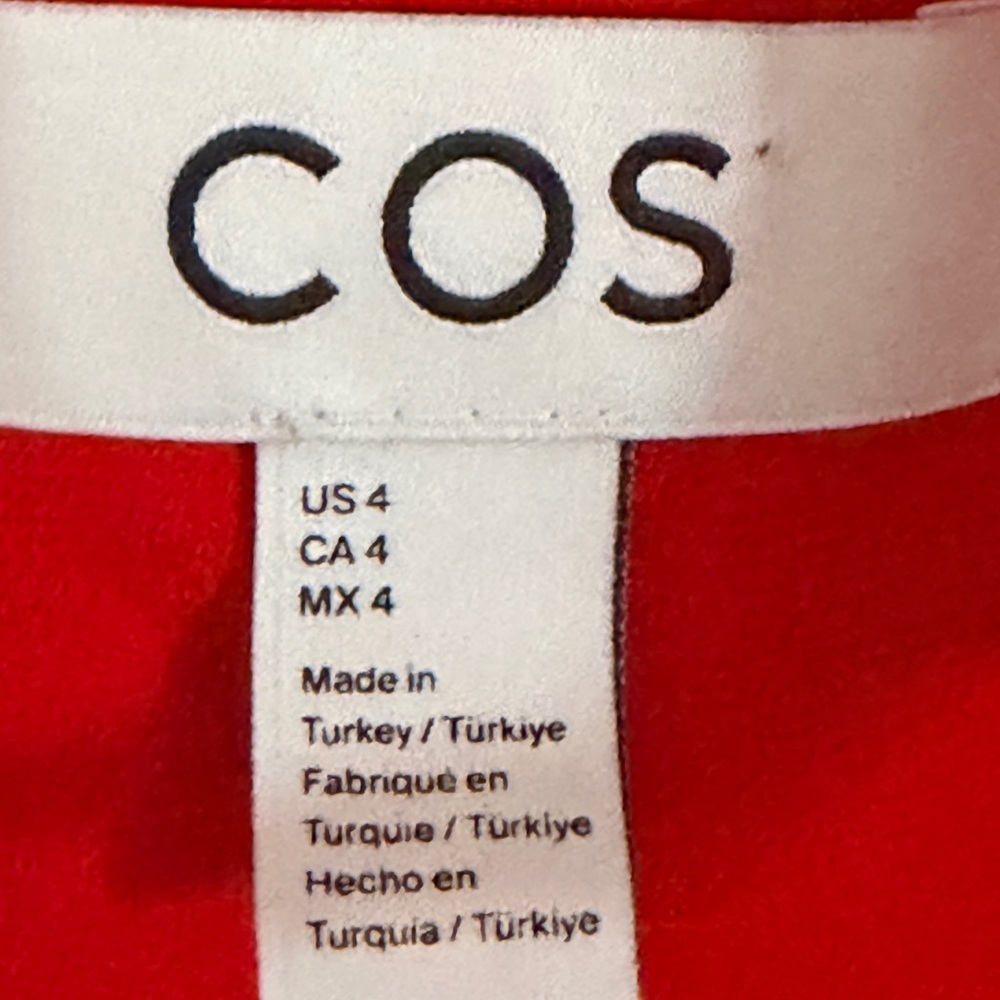 COS
US 4
CA 4
MX 4
Made in
Turkey / Türkiye
Fabriqué en
Turquie / Türkiye
Hecho en
Turquía / Türkiye